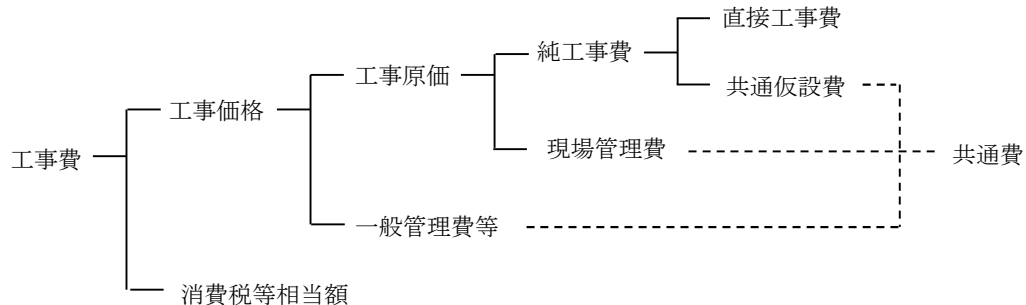 直接工事費
純工事費
工事原価
共通仮設費
工事価格
現場管理費
共通費
工事費
一般管理費等
消費税等相当額